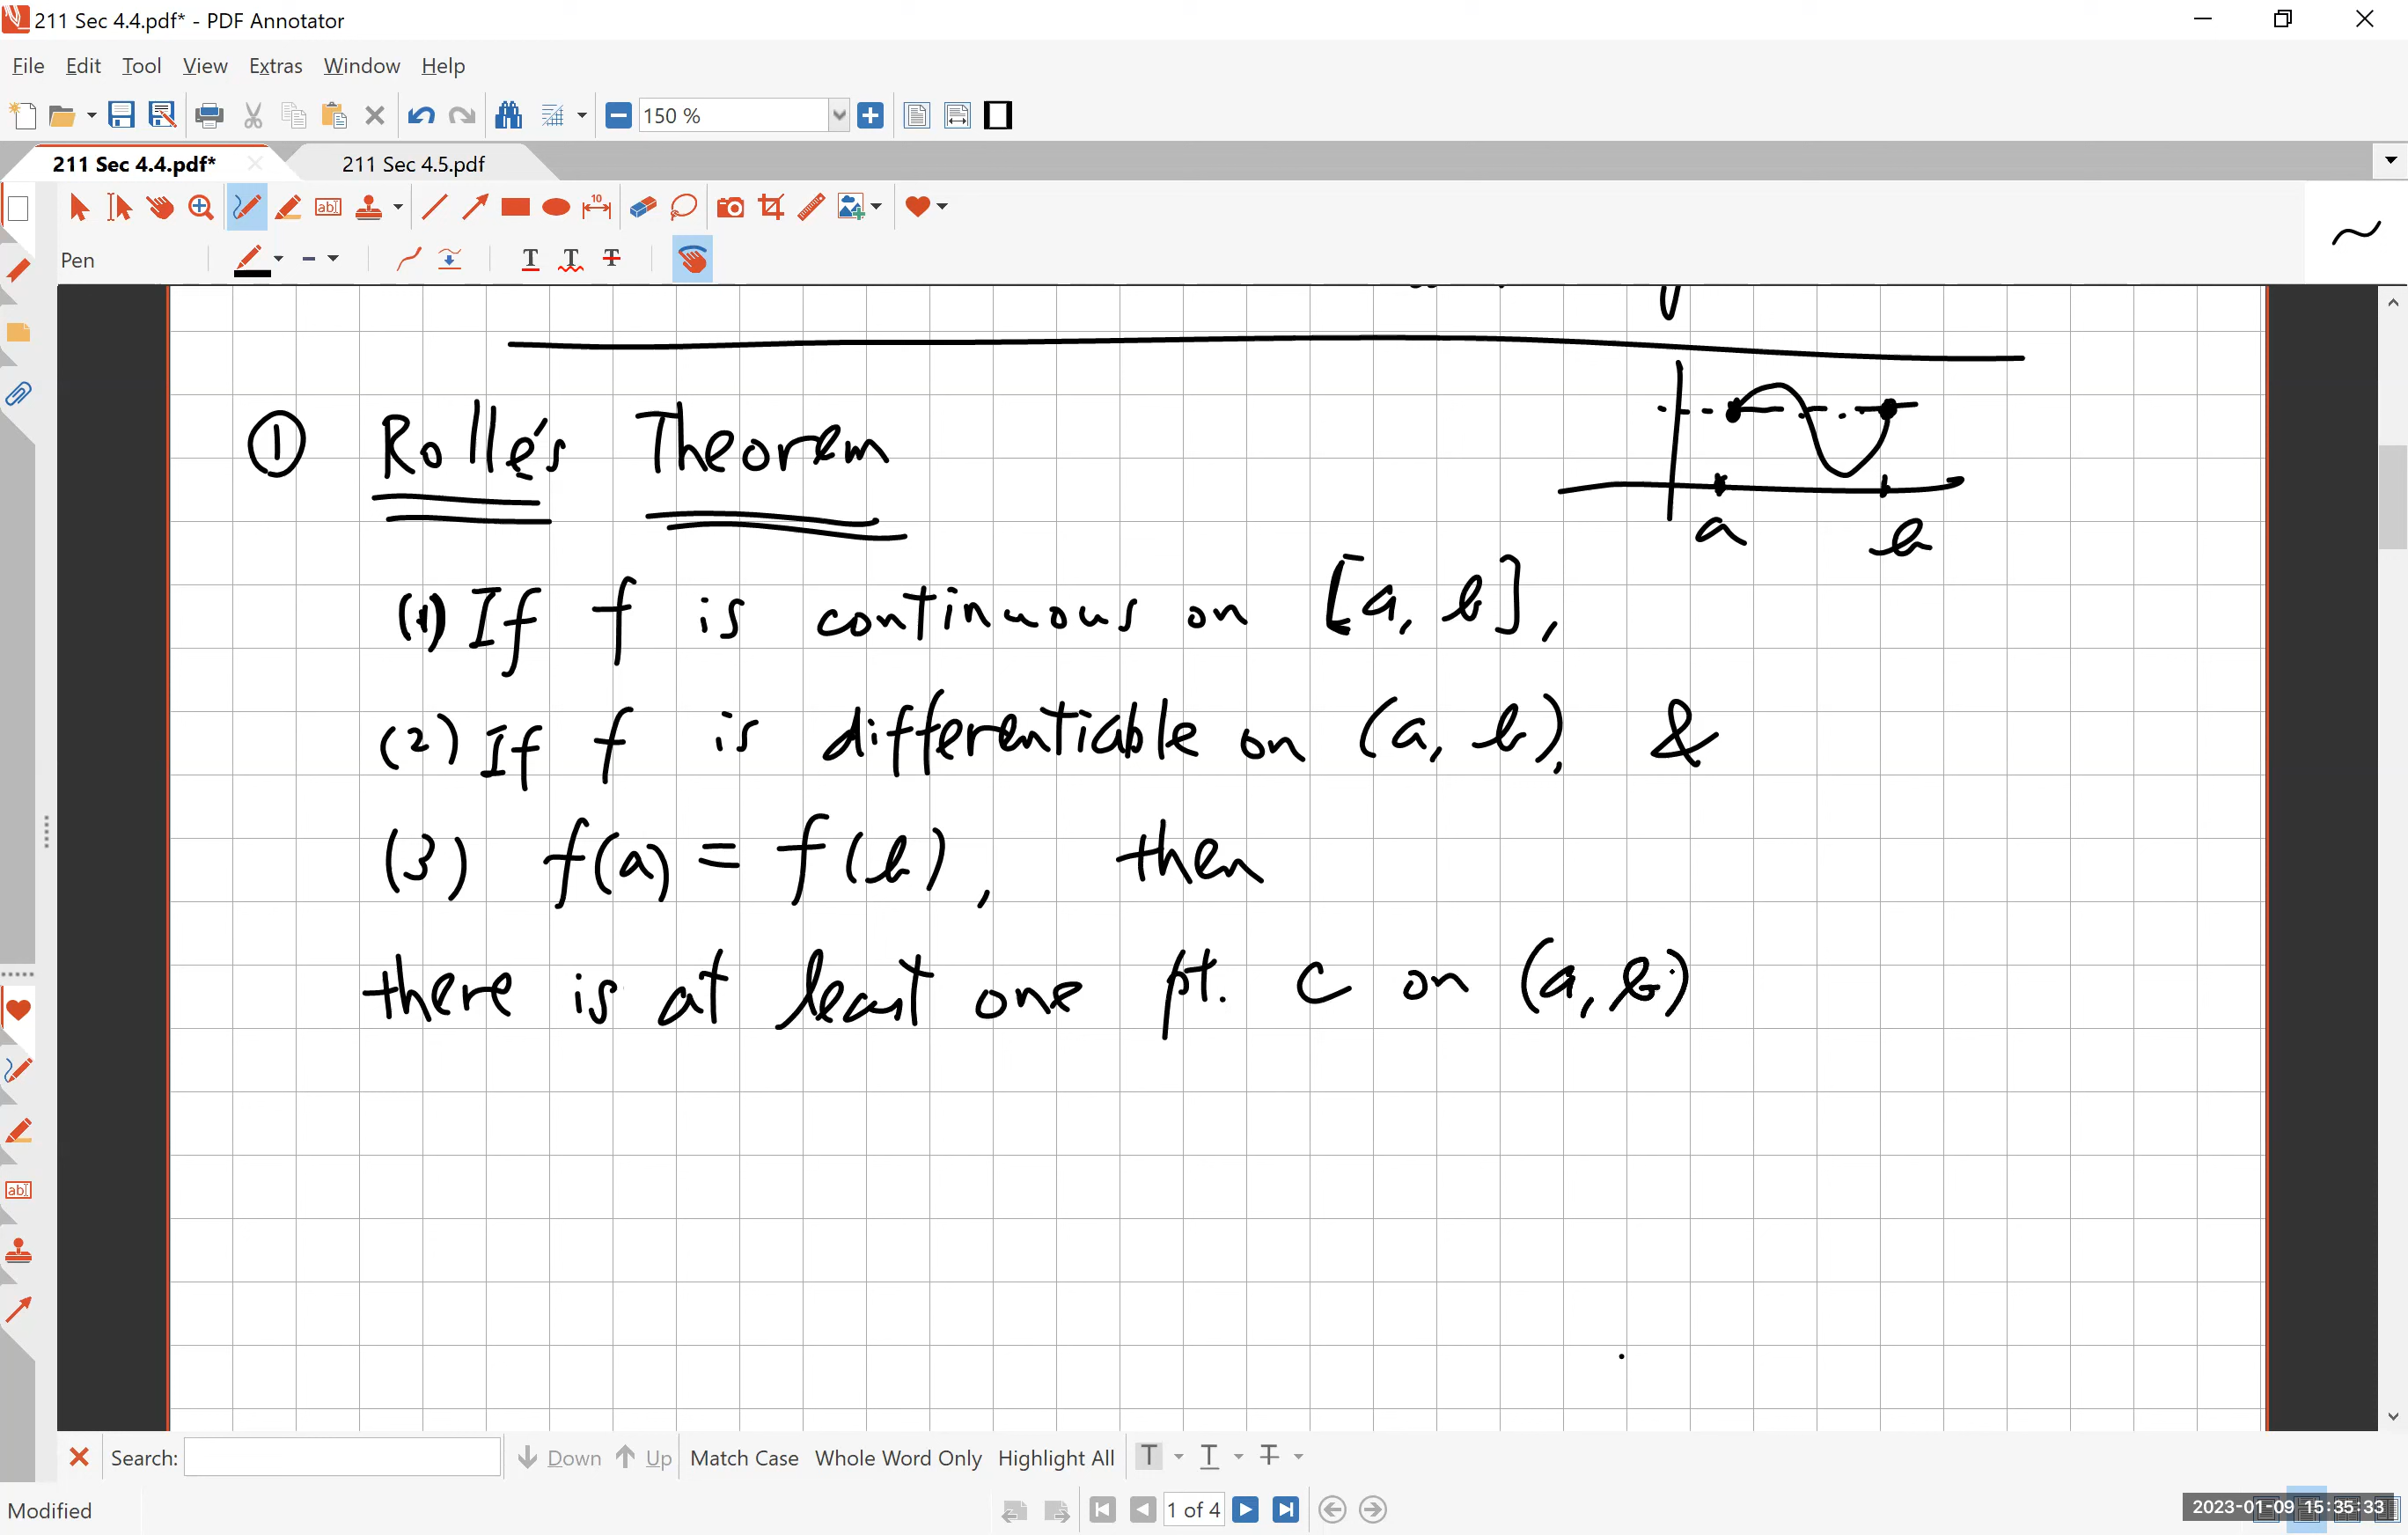 211 Sec 4.4.pdf* - PDF Annotator
File Edit Tool View Extras Window Help
150 %
211 Sec 4.4.pdf* 211 Sec 4.5.pdf
Pen
① Rolle's Theorem
a b
(1) If f is continuous on [a, b],
(2) If f is differentiable on (a, b), &
(3) f(a) = f(b), then
there is at least one pt. c on (a, b)
Search: Down Up Match Case Whole Word Only Highlight All
Modified 1 of 4 2023-01-09 15:35:33